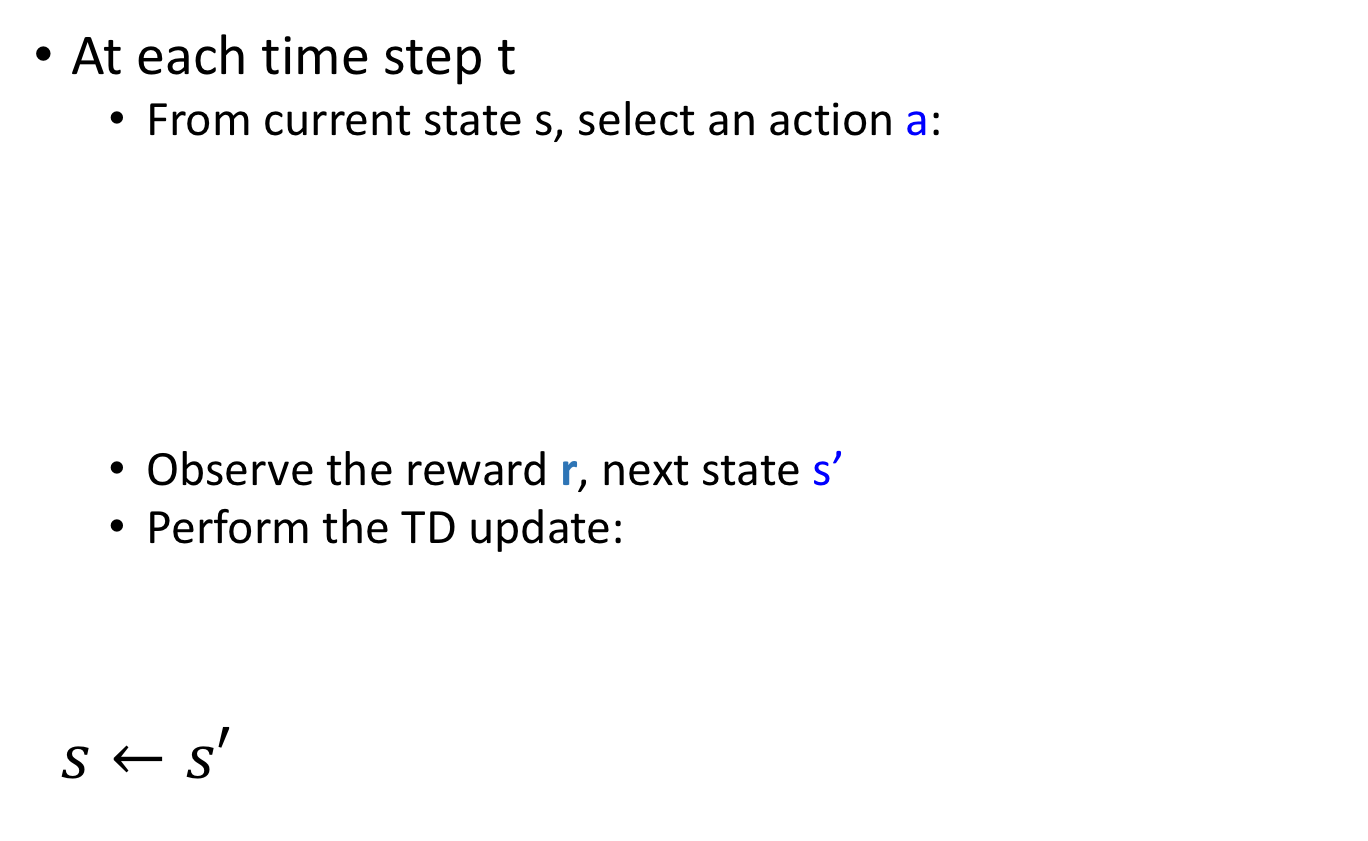 • At each time step t
• From current state s, select an action a:
• Observe the reward r, next state s’
• Perform the TD update:
s ← s′